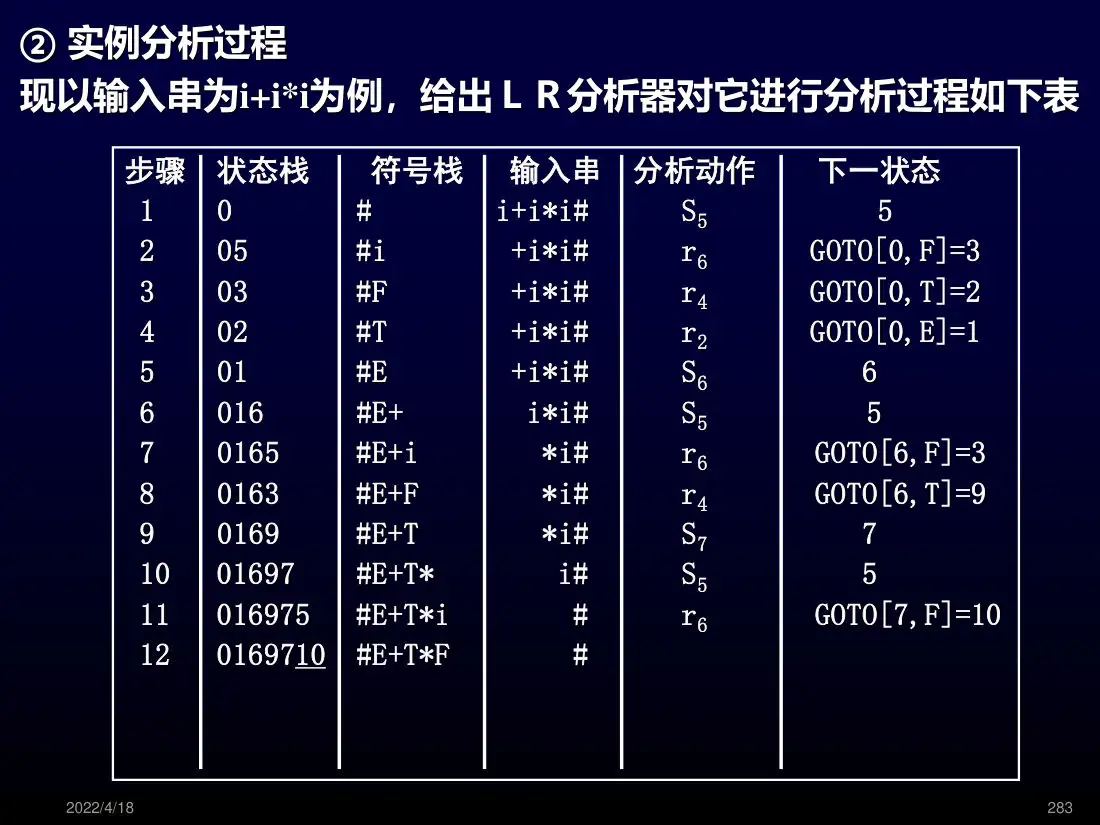 ② 实例分析过程
现以输入串为i+i*i为例，给出ＬＲ分析器对它进行分析过程如下表
步骤 状态栈 符号栈 输入串 分析动作 下一状态
1 0 # i+i*i# S5 5
2 05 #i +i*i# r6 GOTO[0,F]=3
3 03 #F +i*i# r4 GOTO[0,T]=2
4 02 #T +i*i# r2 GOTO[0,E]=1
5 01 #E +i*i# S6 6
6 016 #E+ i*i# S5 5
7 0165 #E+i *i# r6 GOTO[6,F]=3
8 0163 #E+F *i# r4 GOTO[6,T]=9
9 0169 #E+T *i# S7 7
10 01697 #E+T* i# S5 5
11 016975 #E+T*i # r6 GOTO[7,F]=10
12 0169710 #E+T*F #
2022/4/18 283